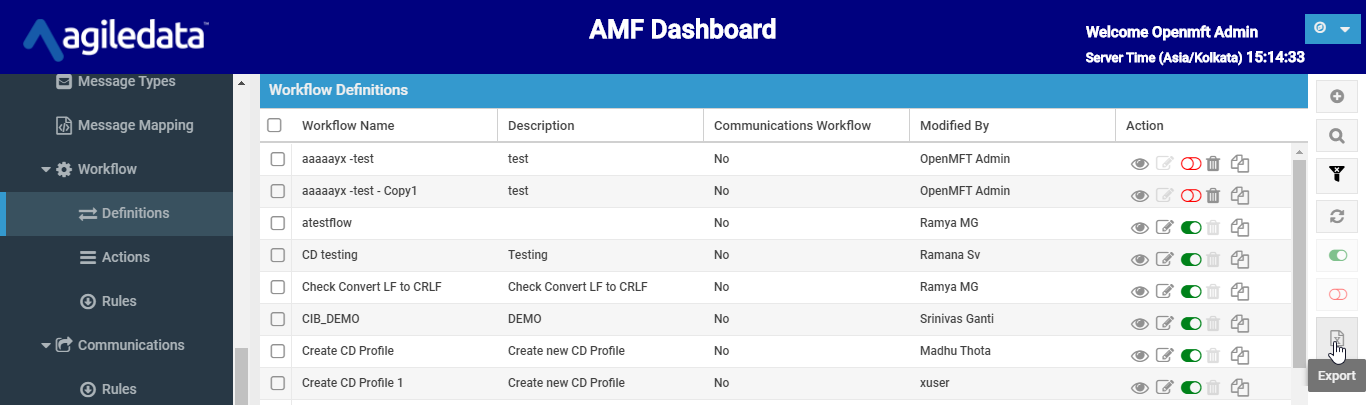 agiledata™
AMF Dashboard
Welcome Openmft Admin
Server Time (Asia/Kolkata) 15:14:33
Message Types
Message Mapping
Workflow
Definitions
Actions
Rules
Communications
Rules
Workflow Definitions
Workflow Name Description Communications Workflow Modified By Action
aaaaayx -test test No OpenMFT Admin
aaaaayx -test - Copy1 test No OpenMFT Admin
atestflow No Ramya MG
CD testing Testing No Ramana Sv
Check Convert LF to CRLF Check Convert LF to CRLF No Ramya MG
CIB_DEMO DEMO No Srinivas Ganti
Create CD Profile Create new CD Profile No Madhu Thota
Create CD Profile 1 Create new CD Profile No xuser
Export